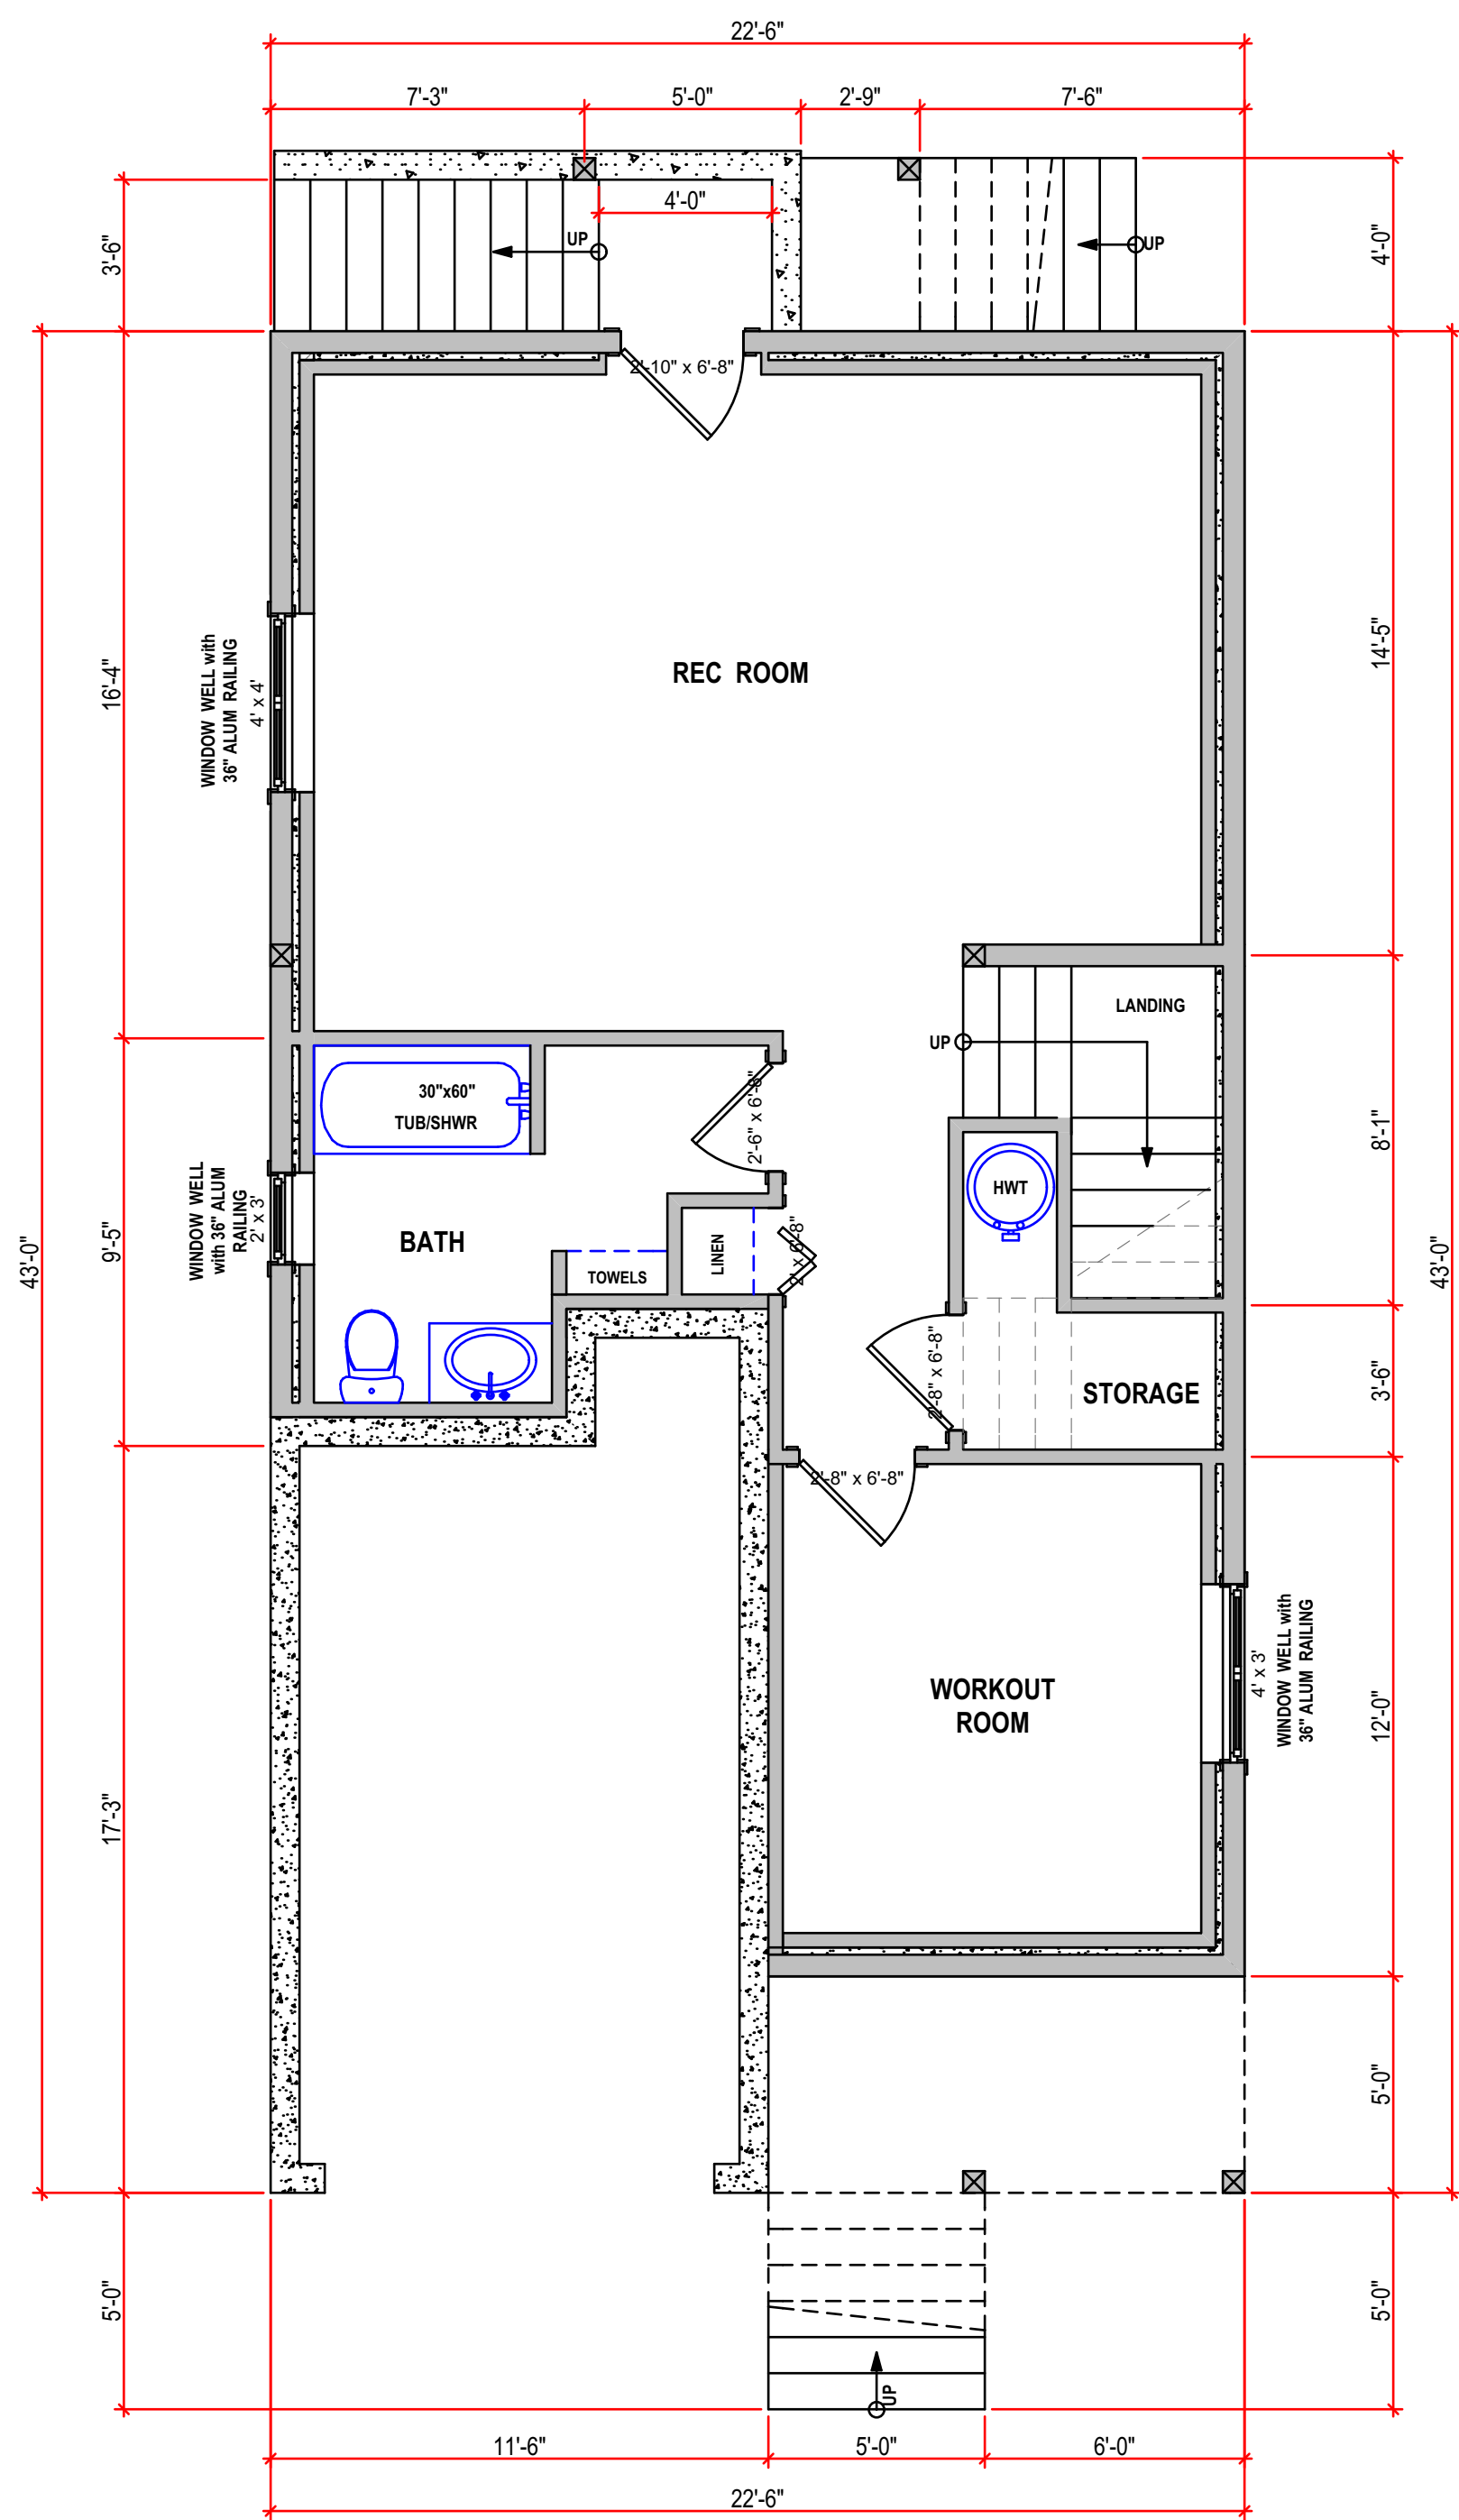 22'-6"
7'-3"
5'-0"
2'-9"
7'-6"
3'-6"
4'-0"
UP
UP
4'-0"
2'-10" x 6'-8"
16'-4"
WINDOW WELL with
36" ALUM RAILING
4' x 4'
REC ROOM
14'-5"
LANDING
UP
30"x60"
TUB/SHWR
2'-6" x 6'-8"
8'-1"
HWT
WINDOW WELL
with 36" ALUM
RAILING
2' x 3'
BATH
LINEN
2' x 6'-8"
TOWELS
43'-0"
9'-5"
43'-0"
2'-8" x 6'-8"
STORAGE
3'-6"
2'-8" x 6'-8"
WORKOUT
ROOM
4' x 3'
WINDOW WELL with
36" ALUM RAILING
12'-0"
17'-3"
5'-0"
5'-0"
5'-0"
UP
11'-6"
5'-0"
6'-0"
22'-6"